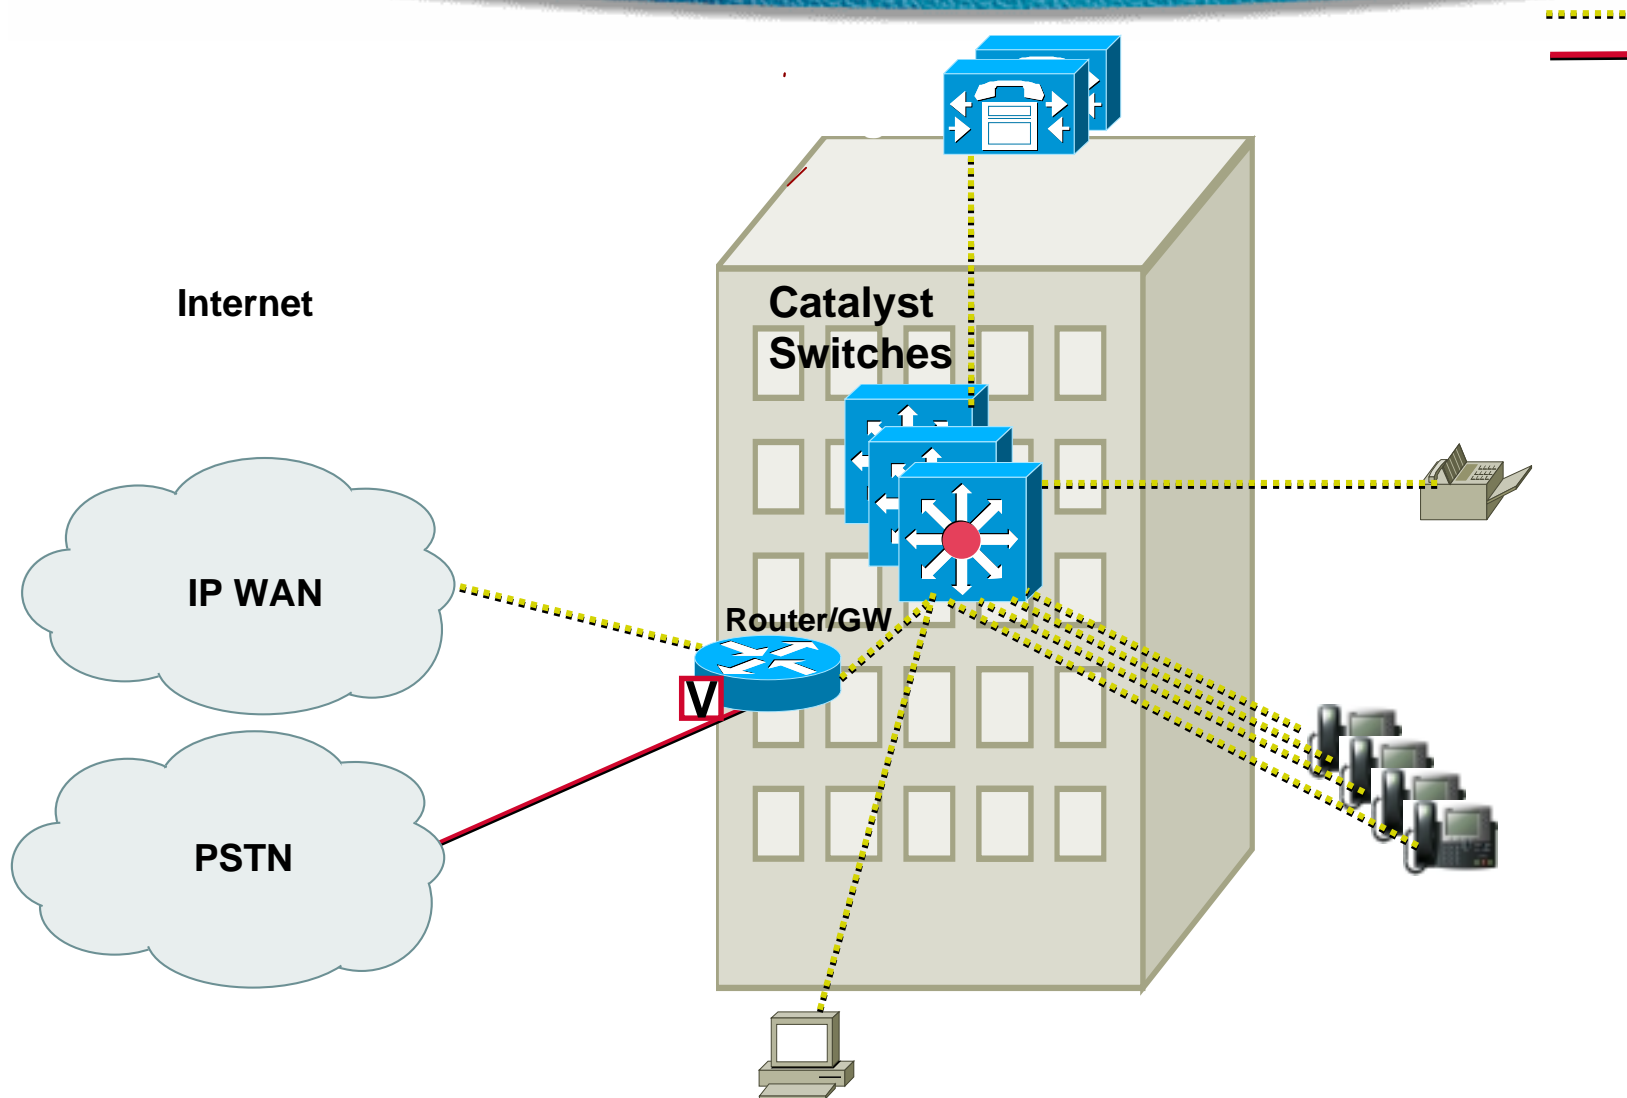 Internet
Catalyst
Switches
IP WAN
Router/GW
V
PSTN